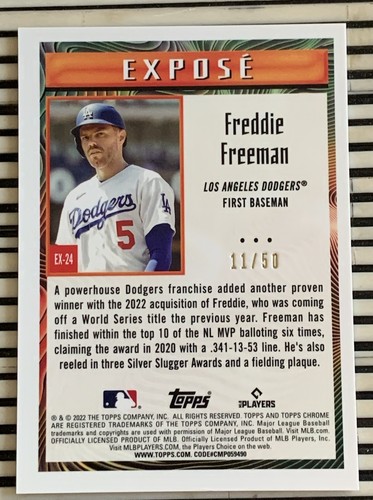 EXPOSÉ
Freddie
Freeman
LOS ANGELES DODGERS®
FIRST BASEMAN
LA
Dodgers
LA
5
EX-24
11/50
A powerhouse Dodgers franchise added another proven
winner with the 2022 acquisition of Freddie, who was coming
off a World Series title the previous year. Freeman has
finished within the top 10 of the NL MVP balloting six times,
claiming the award in 2020 with a .341-13-53 line. He's also
reeled in three Silver Slugger Awards and a fielding plaque.
Topps
PLAYERS
® & © 2022 THE TOPPS COMPANY, INC. ALL RIGHTS RESERVED. TOPPS AND TOPPS CHROME
ARE REGISTERED TRADEMARKS OF THE TOPPS COMPANY, INC. Major League Baseball
trademarks and copyrights are used with permission of Major League Baseball. Visit MLB.com.
OFFICIALLY LICENSED PRODUCT OF MLB Players, Inc.
Visit MLBPLAYERS.com, the Players Choice on the web.
WWW.TOPPS.COM. CODE#CMP059490